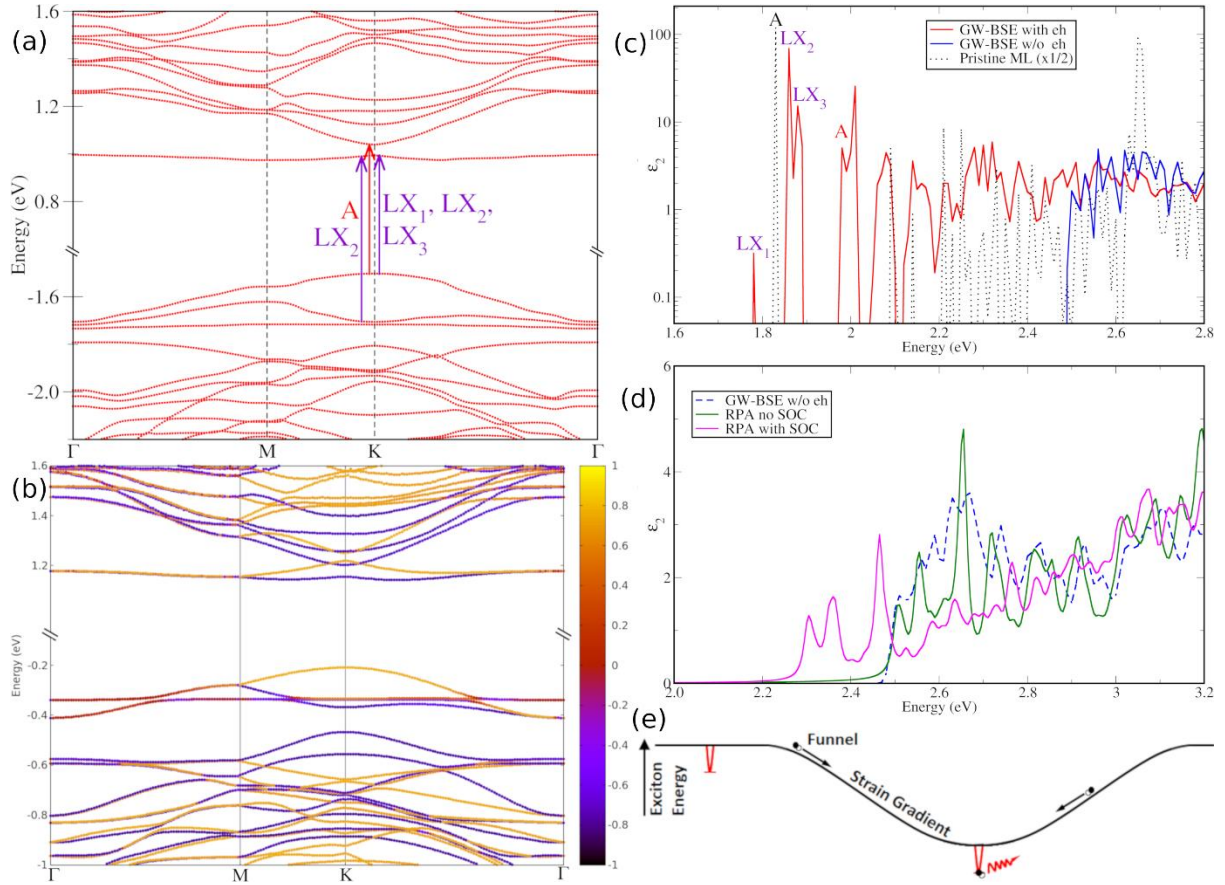 (a)
1.6
1.2
0.8
-1.6
-2.0
Energy (eV)
A
LX2
LX1, LX2,
LX3
Γ
M
K
Γ
(b)
1.6
1.4
1.2
-0.2
-0.4
-0.6
-0.8
-1
Energy (eV)
Γ
M
K
Γ
1
0.8
0.6
0.4
0.2
0
-0.2
-0.4
-0.6
-0.8
-1
(c)
100
10
1
0.1
ε2
A
LX2
LX3
LX1
A
GW-BSE with eh
GW-BSE w/o eh
Pristine ML (x1/2)
1.6
1.8
2
2.2
2.4
2.6
2.8
Energy (eV)
(d)
6
4
2
0
ε2
GW-BSE w/o eh
RPA no SOC
RPA with SOC
2.0
2.2
2.4
2.6
2.8
3
3.2
Energy (eV)
(e)
Exciton
Energy
Funnel
Strain Gradient